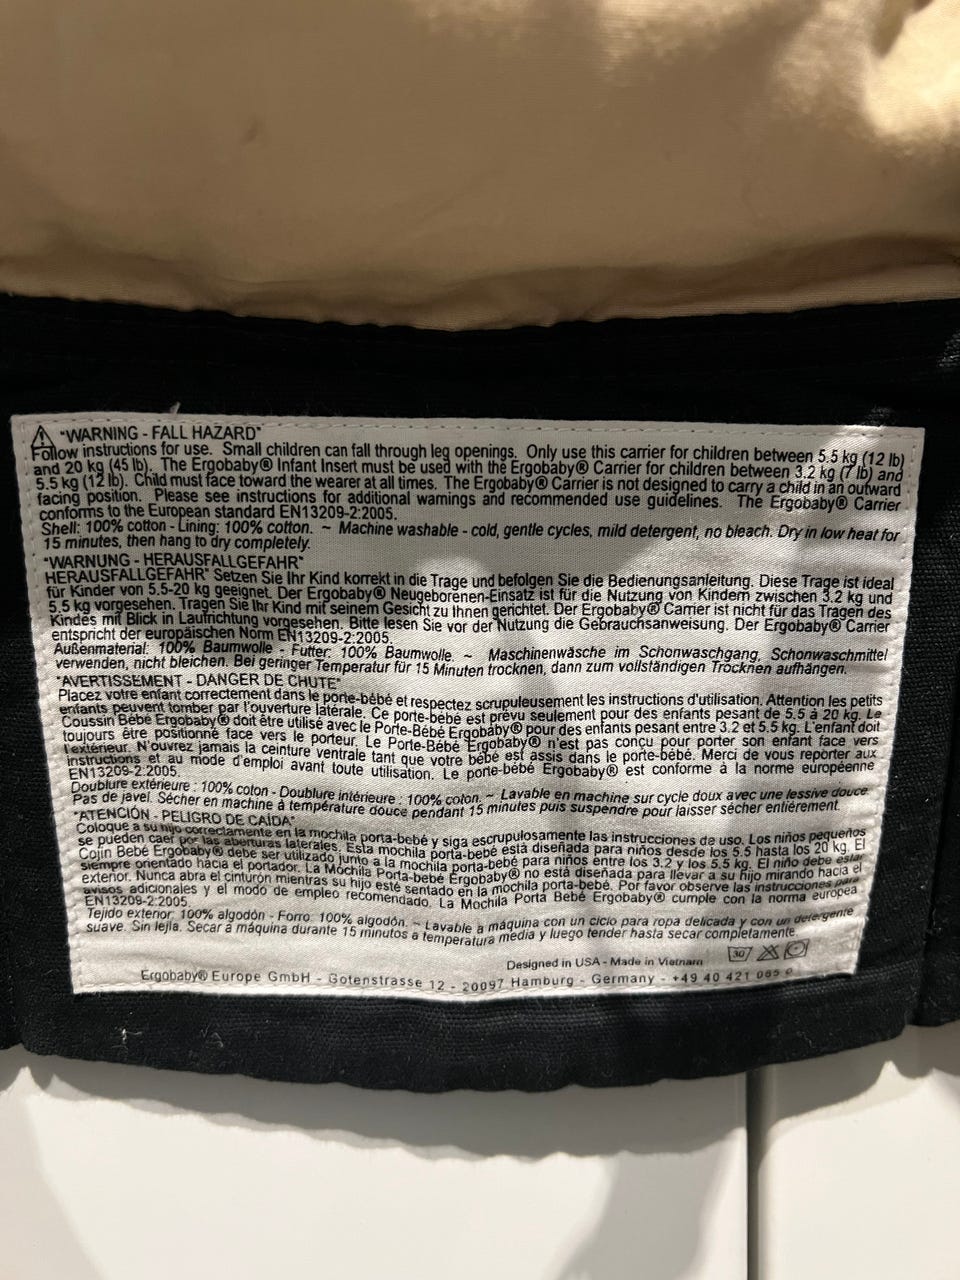 "WARNING - FALL HAZARD"
Follow instructions for use. Small children can fall through leg openings. Only use this carrier for children between 5.5 kg (12 lb)
and 20 kg (45 lb). The Ergobaby® Infant Insert must be used with the Ergobaby® Carrier for children between 3.2 kg (7 lb) and
5.5 kg (12 lb). Child must face toward the wearer at all times. The Ergobaby® Carrier is not designed to carry a child in an outward
facing position. Please see instructions for additional warnings and recommended use guidelines. The Ergobaby® Carrier
conforms to the European standard EN13209-2:2005.
Shell: 100% cotton - Lining: 100% cotton. ~ Machine washable - cold, gentle cycles, mild detergent, no bleach. Dry in low heat for
15 minutes, then hang to dry completely.
"WARNUNG - HERAUSFALLGEFAHR"
HERAUSFALLGEFAHR" Setzen Sie Ihr Kind korrekt in die Trage und befolgen Sie die Bedienungsanleitung. Diese Trage ist ideal
für Kinder von 5.5-20 kg geeignet. Der Ergobaby® Neugeborenen-Einsatz ist für die Nutzung von Kindern zwischen 3.2 kg und
5.5 kg vorgesehen. Tragen Sie Ihr Kind mit seinem Gesicht zu Ihnen gerichtet. Der Ergobaby® Carrier ist nicht für das Tragen des
Kindes mit Blick in Laufrichtung vorgesehen. Bitte lesen Sie vor der Nutzung die Gebrauchsanweisung. Der Ergobaby® Carrier
entspricht der europäischen Norm EN13209-2:2005.
Außenmaterial: 100% Baumwolle - Futter: 100% Baumwolle. ~ Maschinenwäsche im Schonwaschgang, Schonwaschmittel
verwenden, nicht bleichen. Bei geringer Temperatur für 15 Minuten trocknen, dann zum vollständigen Trocknen aufhängen.
"AVERTISSEMENT - DANGER DE CHUTE"
Placez votre enfant correctement dans le porte-bébé et respectez scrupuleusement les instructions d'utilisation. Attention les petits
enfants peuvent tomber par l'ouverture latérale. Ce porte-bébé est prévu seulement pour des enfants pesant de 5.5 à 20 kg. Le
Coussin Bébé Ergobaby® doit être utilisé avec le Porte-Bébé Ergobaby® pour des enfants pesant entre 3.2 et 5.5 kg. L'enfant doit
toujours être positionné face vers le porteur. Le Porte-Bébé Ergobaby® n'est pas conçu pour porter son enfant face vers
l'extérieur. N'ouvrez jamais la ceinture ventrale tant que votre bébé est assis dans le porte-bébé. Merci de vous reporter aux
instructions et au mode d'emploi avant toute utilisation. Le porte-bébé Ergobaby® est conforme à la norme européenne
EN13209-2:2005.
Doublure extérieure : 100% coton - Doublure intérieure : 100% coton. ~ Lavable en machine sur cycle doux avec une lessive douce.
Pas de javel. Sécher en machine à température douce pendant 15 minutes puis suspendre pour laisser sécher entièrement.
"ATENCIÓN - PELIGRO DE CAÍDA"
Coloque a su hijo correctamente en la mochila porta-bebé y siga escrupulosamente las instrucciones de uso. Los niños pequeños
se pueden caer por las aberturas laterales. Esta mochila porta-bebé está diseñada para niños desde los 5.5 hasta los 20 kg. El
Cojin Bebé Ergobaby® debe ser utilizado junto a la mochila porta-bebé para niños entre los 3.2 y los 5.5 kg. El niño debe estar
siempre orientado hacia el portador. La Mochila Porta-bebé Ergobaby® no está diseñada para llevar a su hijo mirando hacia el
exterior. Nunca abra el cinturón mientras su hijo esté sentado en la mochila porta-bebé. Por favor observe las instrucciones para
avisos adicionales y el modo de empleo recomendado. La Mochila Porta Bebé Ergobaby® cumple con la norma europea
EN13209-2:2005.
Tejido exterior: 100% algodón - Forro: 100% algodón. ~ Lavable a máquina con un ciclo para ropa delicada y con un detergente
suave. Sin lejía. Secar a máquina durante 15 minutos a temperatura media y luego tender hasta secar completamente.
Designed in USA - Made in Vietnam 30
Ergobaby® Europe GmbH - Gotenstrasse 12 - 20097 Hamburg - Germany - +49 40 421 065 0